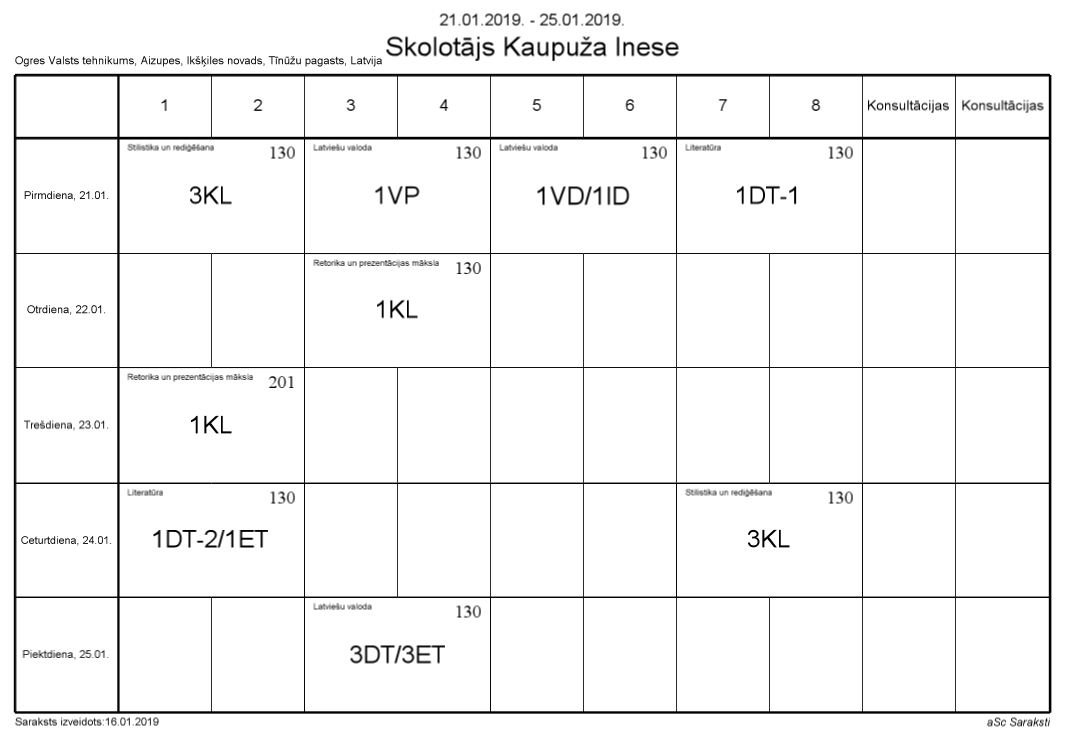 21.01.2019. - 25.01.2019.
Skolotājs Kaupuža Inese
Ogres Valsts tehnikums, Aizupes, Ikšķiles novads, Tīnūžu pagasts, Latvija
1 2 3 4 5 6 7 8 Konsultācijas Konsultācijas
Pirmdiena, 21.01.
Stilistika un rediģēšana 130
3KL
Latviešu valoda 130
1VP
Latviešu valoda 130
1VD/1ID
Literatūra 130
1DT-1
Otrdiena, 22.01.
Retorika un prezentācijas māksla 130
1KL
Trešdiena, 23.01.
Retorika un prezentācijas māksla 201
1KL
Ceturtdiena, 24.01.
Literatūra 130
1DT-2/1ET
Stilistika un rediģēšana 130
3KL
Piektdiena, 25.01.
Latviešu valoda 130
3DT/3ET
Saraksts izveidots:16.01.2019
aSc Saraksti